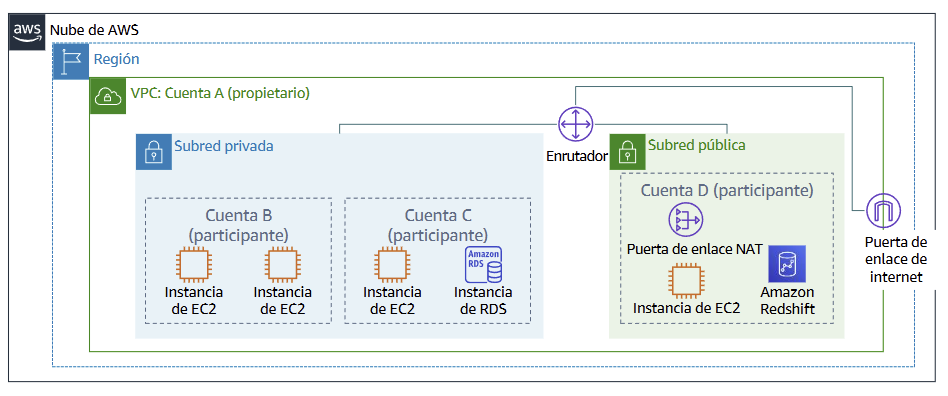 aws
Nube de AWS
Región
VPC: Cuenta A (propietario)
Enrutador
Subred privada
Cuenta B
(participante)
Instancia
de EC2
Instancia
de EC2
Cuenta C
(participante)
Instancia
de EC2
Amazon
RDS
Instancia
de RDS
Subred pública
Cuenta D (participante)
Puerta de enlace NAT
Instancia de EC2
Amazon
Redshift
Puerta de
enlace de
internet